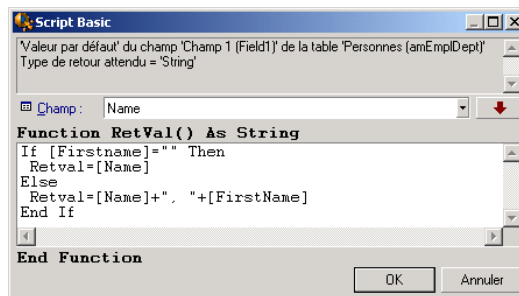 Script Basic
'Valeur par défaut' du champ 'Champ 1 (Field1)' de la table 'Personnes (amEmplDept)'
Type de retour attendu = 'String'
Champ : Name
Function RetVal() As String
If [Firstname]="" Then
Retval=[Name]
Else
Retval=[Name]+", "+[FirstName]
End If
End Function
OK Annuler